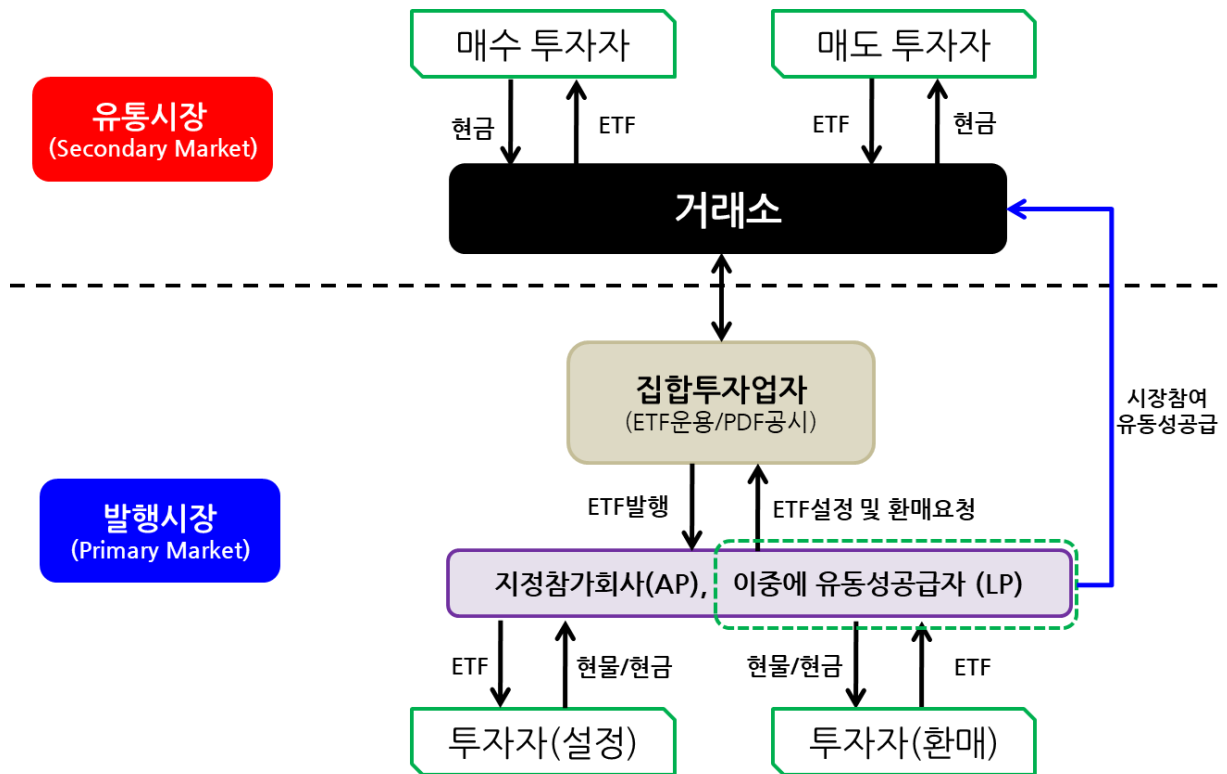 매수 투자자
매도 투자자
유통시장
(Secondary Market)
현금
ETF
ETF
현금
거래소
집합투자업자
(ETF운용/PDF공시)
시장참여
유동성공급
발행시장
(Primary Market)
ETF발행
ETF설정 및 환매요청
지정참가회사(AP), 이중에 유동성공급자 (LP)
ETF
현물/현금
현물/현금
ETF
투자자(설정)
투자자(환매)